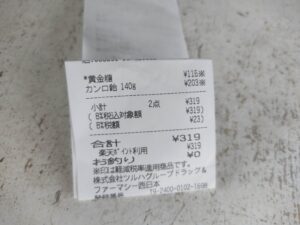 *黄金糖 ¥116※
カンロ飴 140g ¥203※
小計 2点 ¥319
( 8%税込対象額 ¥319)
( 8%税額 ¥23)
合計 ¥319
楽天ポイント利用 ¥319
お釣り ¥0
※印は軽減税率適用商品です。
株式会社ツルハグループドラッグ&
ファーマシー西日本
T9-2400-0102-1698